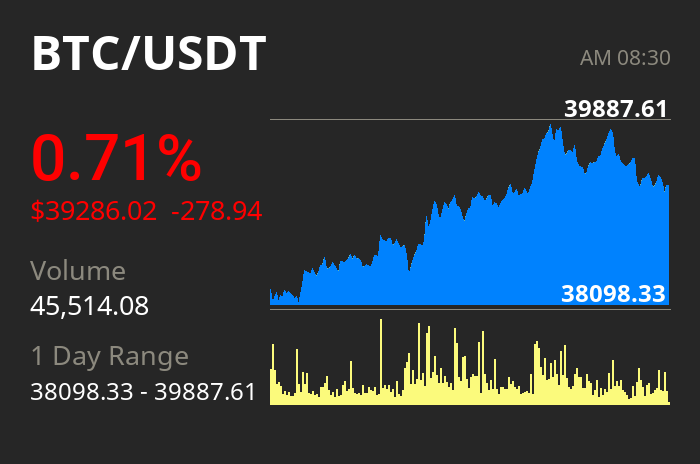 BTC/USDT
AM 08:30
39887.61
0.71%
$39286.02 -278.94
Volume
45,514.08
38098.33
1 Day Range
38098.33 - 39887.61